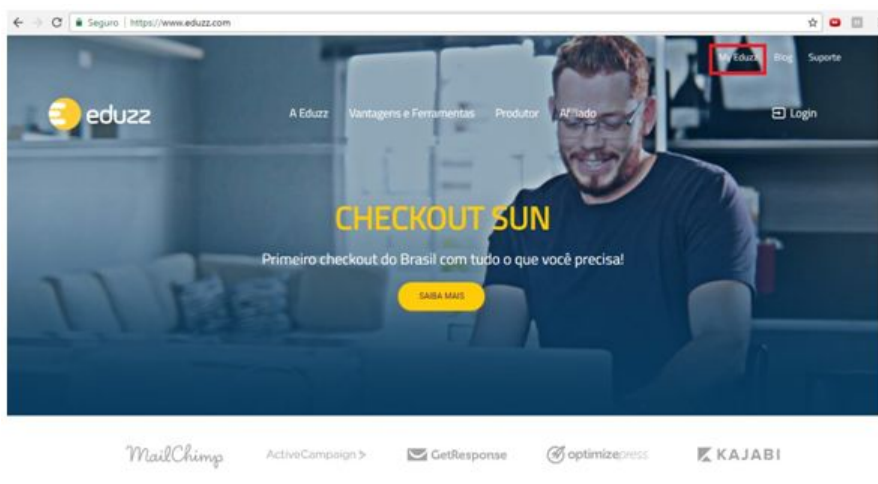 Seguro | https://www.eduzz.com
My Eduzz Blog Suporte
eduzz A Eduzz Vantagens e Ferramentas Produtor Afiliado Login
CHECKOUT SUN
Primeiro checkout do Brasil com tudo o que você precisa!
SAIBA MAIS
MailChimp ActiveCampaign > GetResponse optimizepress KAJABI